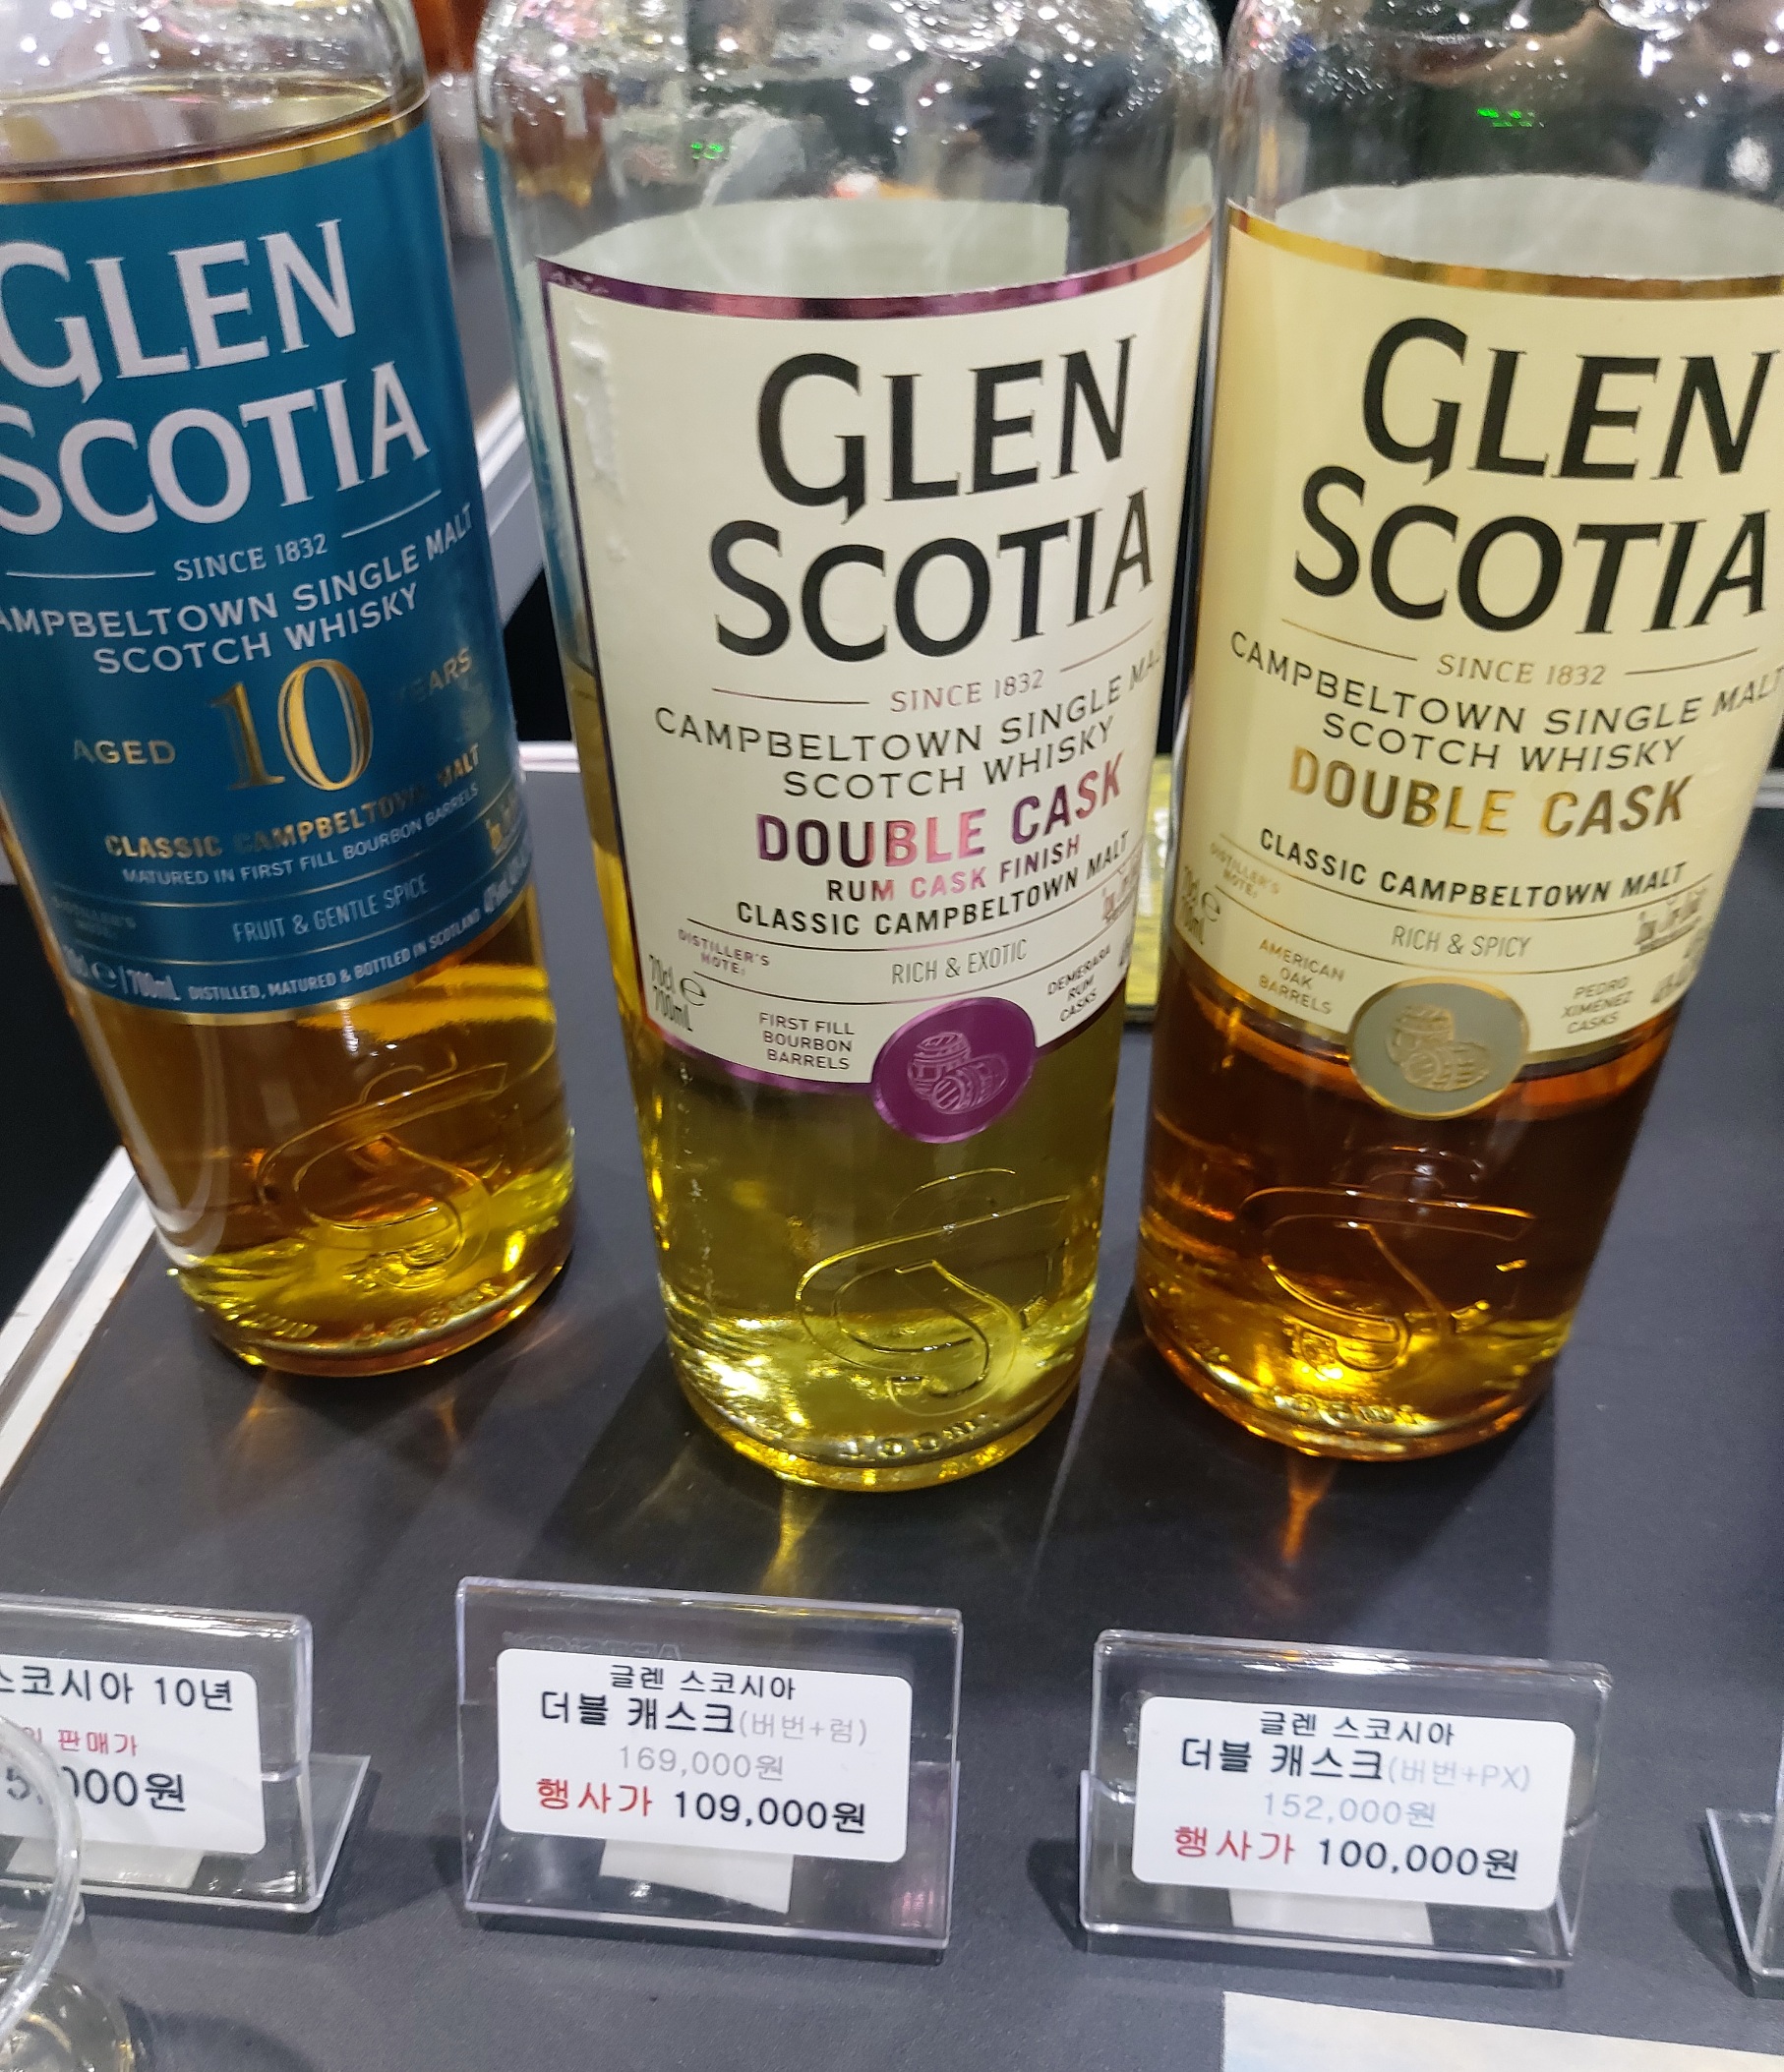 GLEN
SCOTIA
SINCE 1832
CAMPBELTOWN SINGLE MALT
SCOTCH WHISKY
AGED 10 YEARS
CLASSIC CAMPBELTOWN MALT
MATURED IN FIRST FILL BOURBON BARRELS
FRUIT & GENTLE SPICE
700mL DISTILLED, MATURED & BOTTLED IN SCOTLAND
GLEN
SCOTIA
SINCE 1832
CAMPBELTOWN SINGLE MALT
SCOTCH WHISKY
DOUBLE CASK
RUM CASK FINISH
CLASSIC CAMPBELTOWN MALT
DISTILLER'S
NOTE:
RICH & EXOTIC
70cl e
700mL
FIRST FILL
BOURBON
BARRELS
DEMERARA
RUM
CASKS
GLEN
SCOTIA
SINCE 1832
CAMPBELTOWN SINGLE MALT
SCOTCH WHISKY
DOUBLE CASK
CLASSIC CAMPBELTOWN MALT
DISTILLER'S
NOTE:
RICH & SPICY
AMERICAN
OAK
BARRELS
PEDRO
XIMENEZ
CASKS
스코시아 10년
판매가
000원
글렌 스코시아
더블 캐스크(버번+럼)
169,000원
행사가 109,000원
글렌 스코시아
더블 캐스크(버번+PX)
152,000원
행사가 100,000원